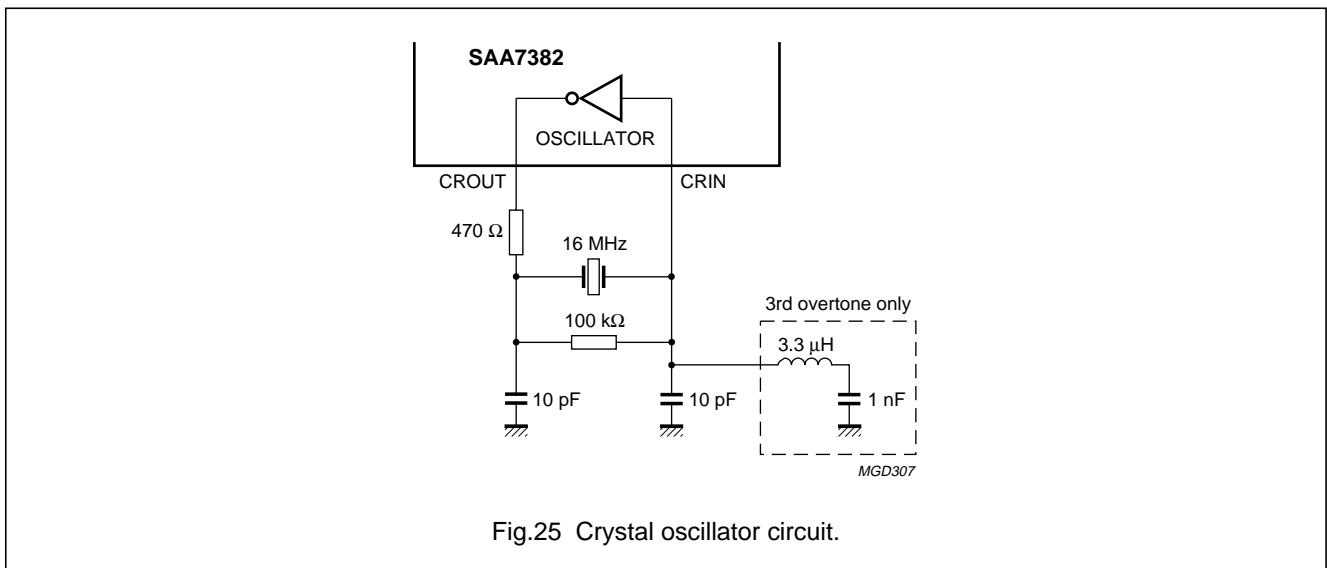 SAA7382
OSCILLATOR
CROUT
CRIN
470 Ω
16 MHz
100 kΩ
3rd overtone only
3.3 μH
10 pF
10 pF
1 nF
MGD307
Fig.25 Crystal oscillator circuit.